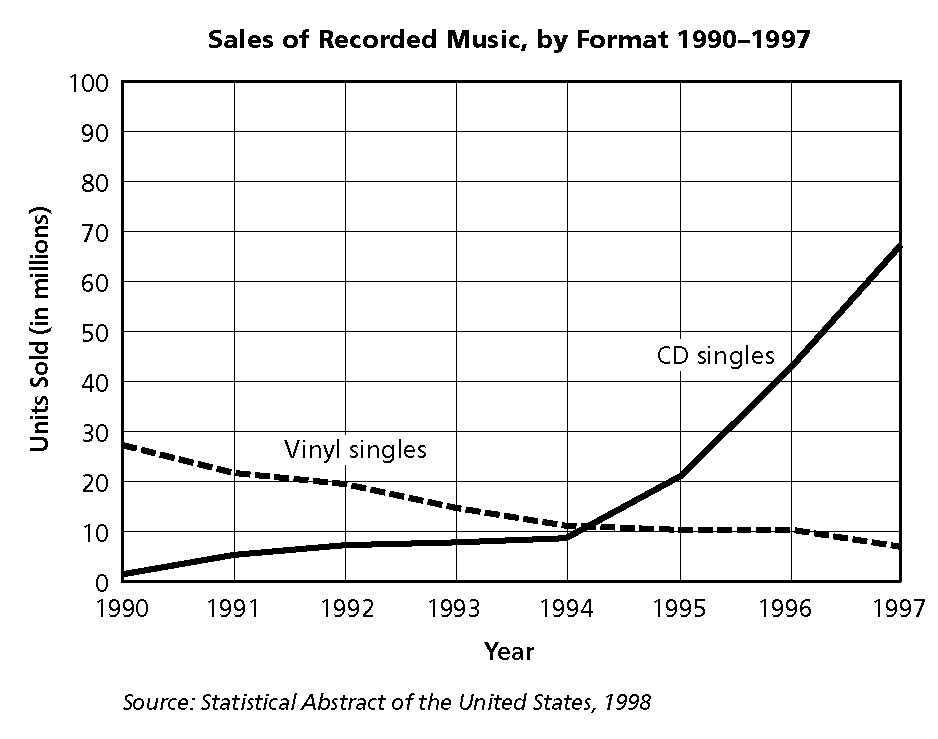 Sales of Recorded Music, by Format 1990–1997
100
90
80
70
60
50
40
30
20
10
0
Units Sold (in millions)
CD singles
Vinyl singles
1990 1991 1992 1993 1994 1995 1996 1997
Year
Source: Statistical Abstract of the United States, 1998